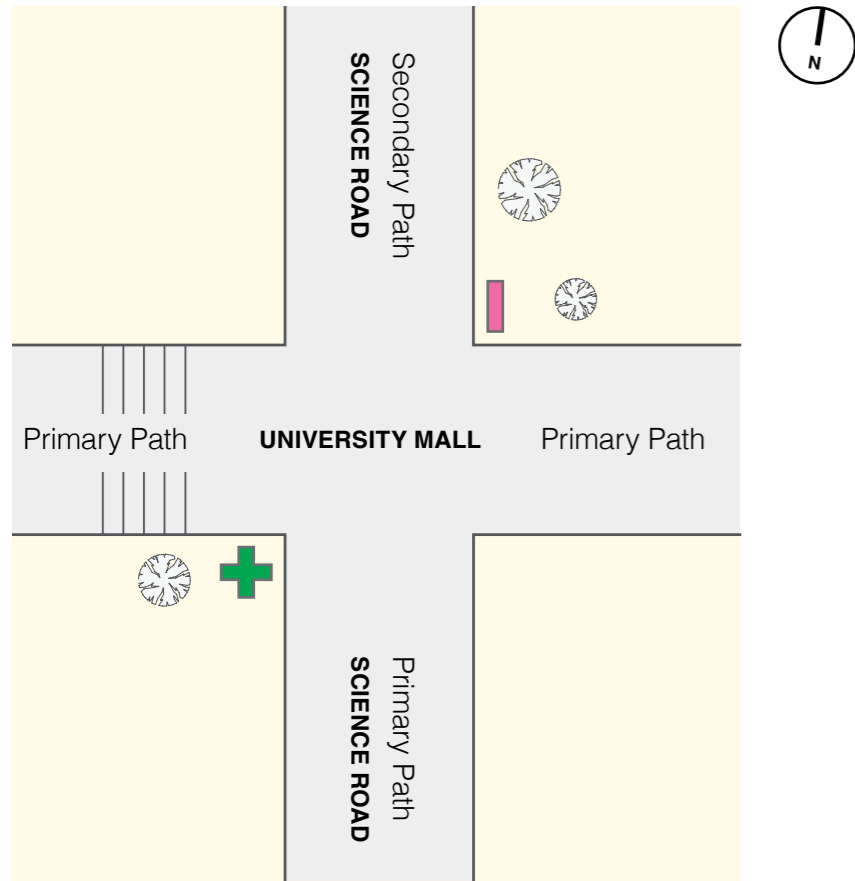 N
Secondary Path
SCIENCE ROAD
Primary Path
UNIVERSITY MALL
Primary Path
Primary Path
SCIENCE ROAD